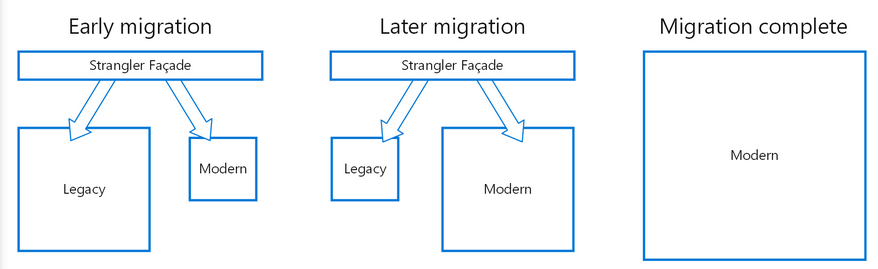 Early migration
Strangler Façade
Legacy
Modern
Later migration
Strangler Façade
Legacy
Modern
Migration complete
Modern